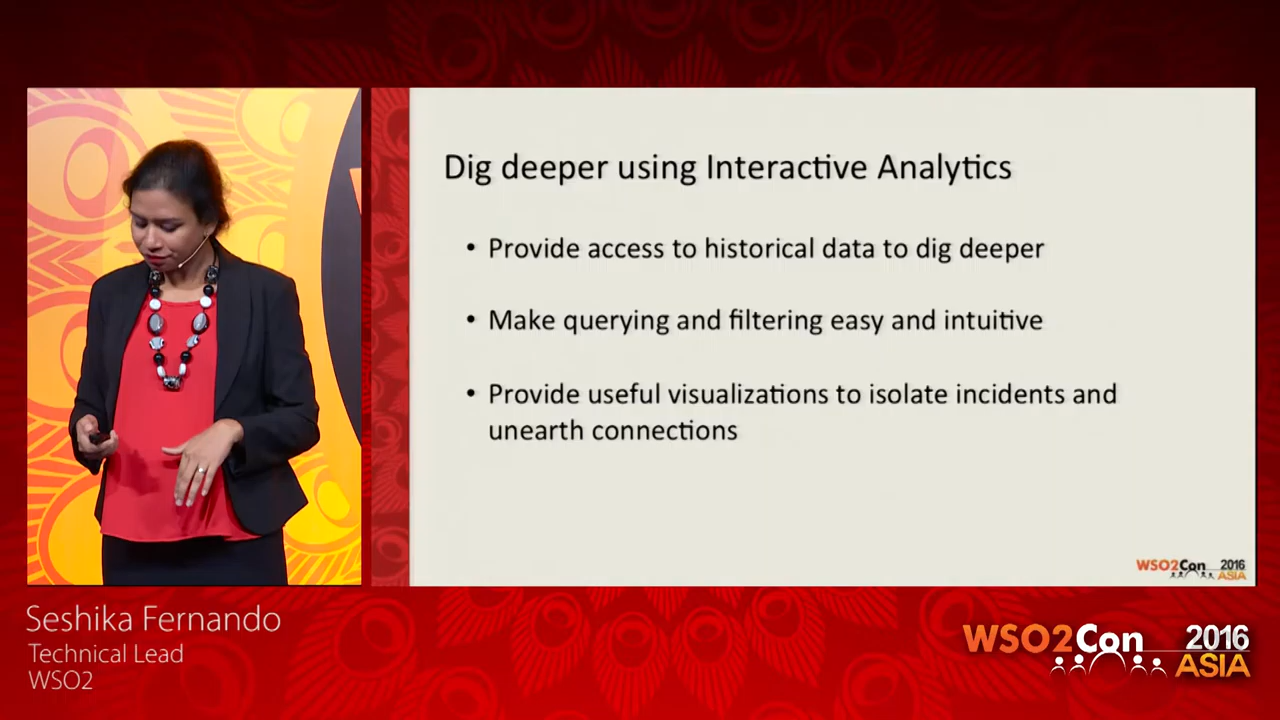 Dig deeper using Interactive Analytics
• Provide access to historical data to dig deeper
• Make querying and filtering easy and intuitive
• Provide useful visualizations to isolate incidents and
unearth connections
WSO2Con 2016
ASIA
Seshika Fernando
Technical Lead
WSO2
WSO2Con 2016
ASIA